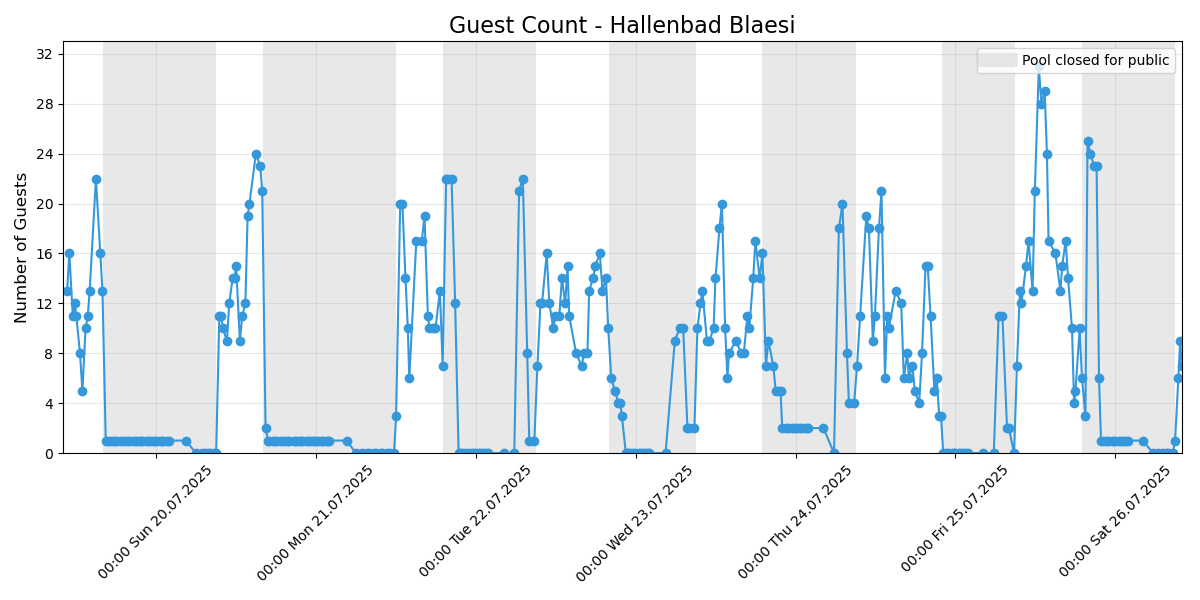 Guest Count - Hallenbad Blaesi
Pool closed for public
Number of Guests
32
28
24
20
16
12
8
4
0
00:00 Sun 20.07.2025
00:00 Mon 21.07.2025
00:00 Tue 22.07.2025
00:00 Wed 23.07.2025
00:00 Thu 24.07.2025
00:00 Fri 25.07.2025
00:00 Sat 26.07.2025